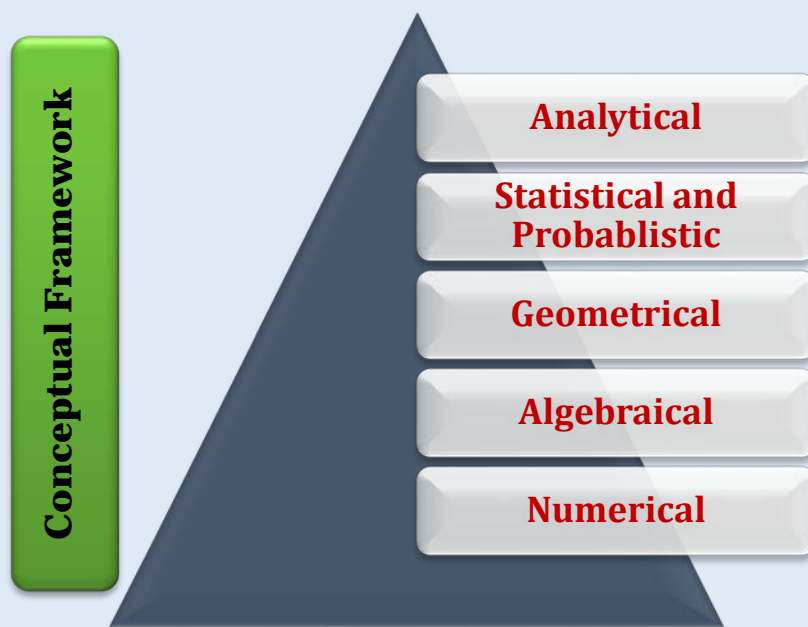 Conceptual Framework
Analytical
Statistical and
Probablistic
Geometrical
Algebraical
Numerical